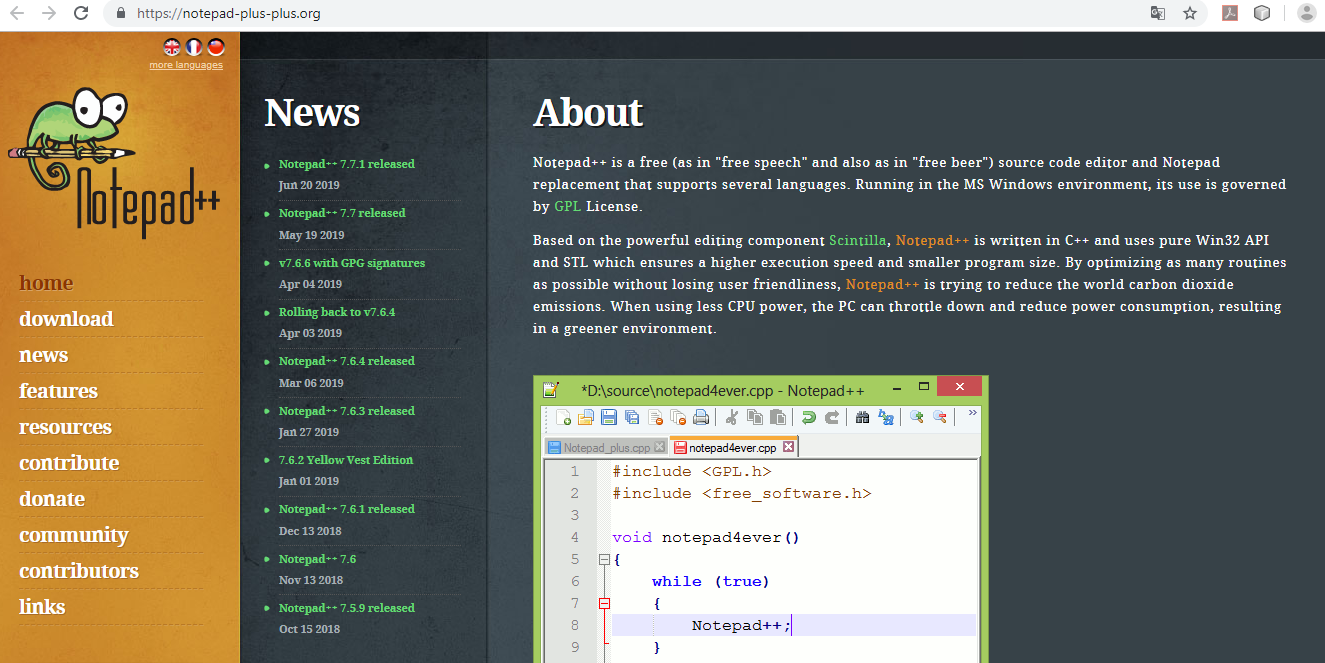 https://notepad-plus-plus.org
more languages
Notepad++
home
download
news
features
resources
contribute
donate
community
contributors
links
News
Notepad++ 7.7.1 released
Jun 20 2019
Notepad++ 7.7 released
May 19 2019
v7.6.6 with GPG signatures
Apr 04 2019
Rolling back to v7.6.4
Apr 03 2019
Notepad++ 7.6.4 released
Mar 06 2019
Notepad++ 7.6.3 released
Jan 27 2019
7.6.2 Yellow Vest Edition
Jan 01 2019
Notepad++ 7.6.1 released
Dec 13 2018
Notepad++ 7.6
Nov 13 2018
Notepad++ 7.5.9 released
Oct 15 2018
About
Notepad++ is a free (as in "free speech" and also as in "free beer") source code editor and Notepad
replacement that supports several languages. Running in the MS Windows environment, its use is governed
by GPL License.
Based on the powerful editing component Scintilla, Notepad++ is written in C++ and uses pure Win32 API
and STL which ensures a higher execution speed and smaller program size. By optimizing as many routines
as possible without losing user friendliness, Notepad++ is trying to reduce the world carbon dioxide
emissions. When using less CPU power, the PC can throttle down and reduce power consumption, resulting
in a greener environment.
*D:\source\notepad4ever.cpp - Notepad++
Notepad_plus.cpp notepad4ever.cpp
1 #include <GPL.h>
2 #include <free_software.h>
3
4 void notepad4ever()
5 {
6 while (true)
7 {
8 Notepad++;
9 }